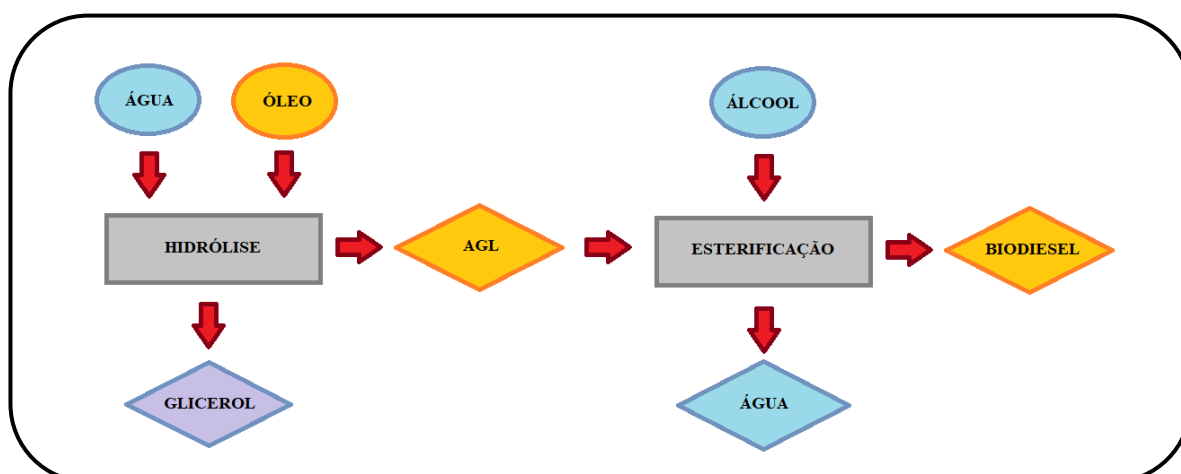 ÁGUA
ÓLEO
ÁLCOOL
HIDRÓLISE
AGL
ESTERIFICAÇÃO
BIODIESEL
GLICEROL
ÁGUA